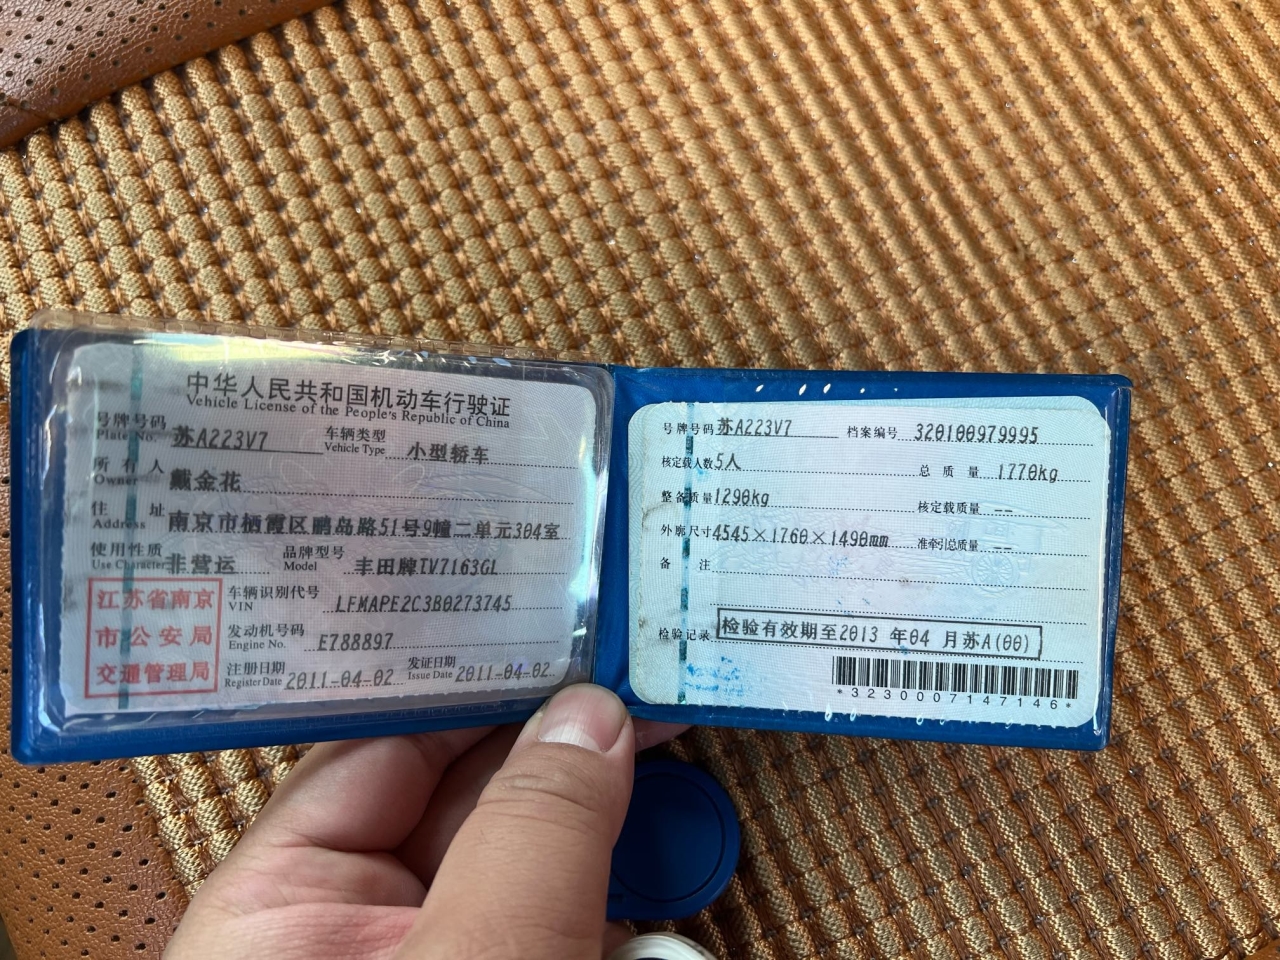 中华人民共和国机动车行驶证
Vehicle License of the People's Republic of China
号牌号码 苏A223V7 车辆类型 小型轿车
Plate No. Vehicle Type
所有人 戴金花
Owner
住址 南京市栖霞区鹏岛路51号9幢二单元304室
Address
使用性质 非营运 品牌型号 丰田牌TV7163GL
Use Character Model
江苏省南京
市公安局
交通管理局
车辆识别代号 LFMAPE2C3B0273745
VIN
发动机号码 E788897
Engine No.
注册日期 2011-04-02 发证日期 2011-04-02
Register Date Issue Date
号牌号码 苏A223V7 档案编号 320100979995
核定载人数 5人 总质量 1770kg
整备质量 1290kg 核定载质量 --
外廓尺寸 4545×1760×1490mm 准牵引总质量 --
备注
检验记录 检验有效期至2013 年04 月苏A(00)
*3230007147146*